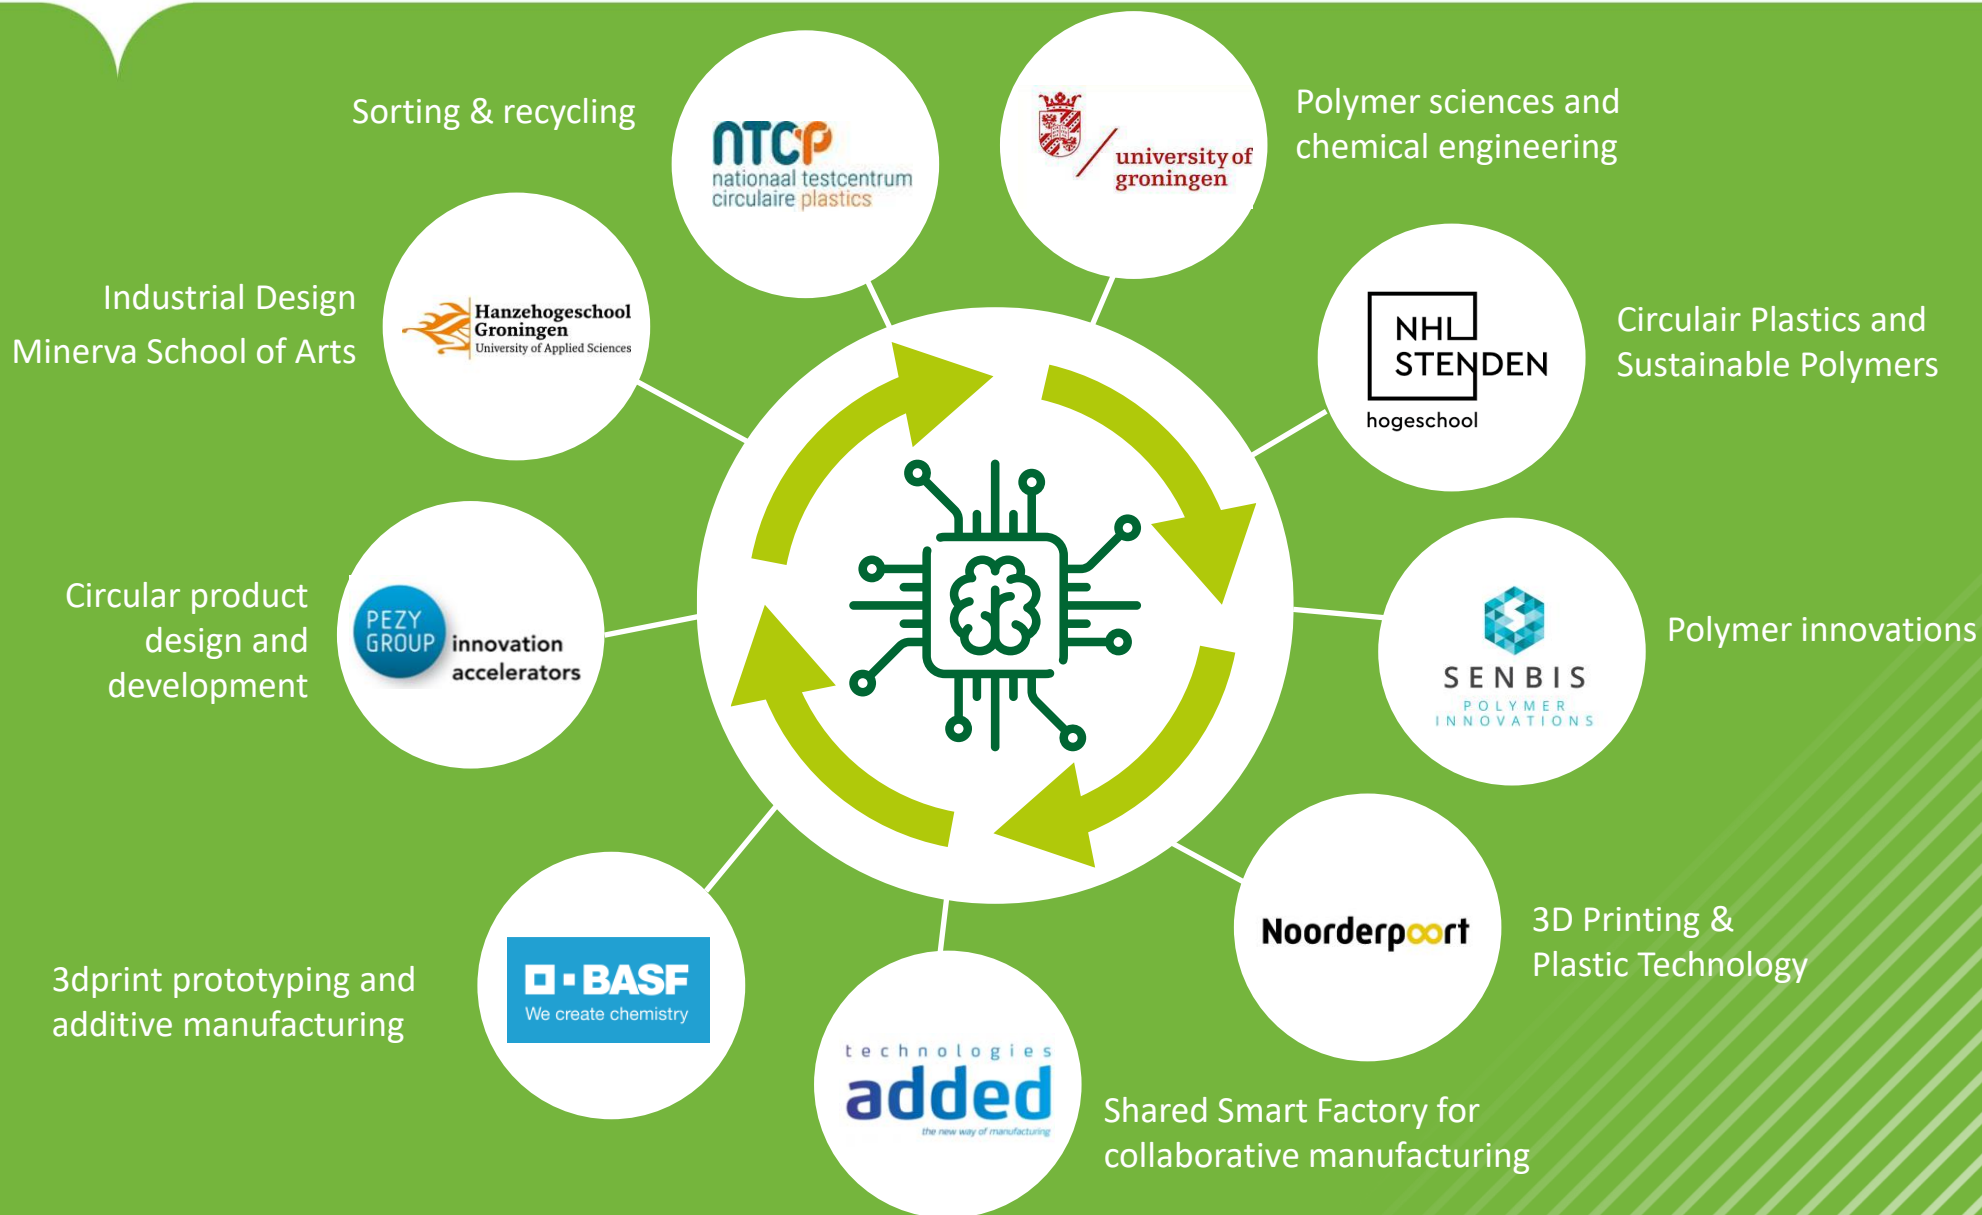 Sorting & recycling
nTCP
nationaal testcentrum
circulaire plastics
university of
groningen
Polymer sciences and
chemical engineering
Industrial Design
Minerva School of Arts
Hanzehogeschool
Groningen
University of Applied Sciences
NHL
STENDEN
hogeschool
Circulair Plastics and
Sustainable Polymers
Circular product
design and
development
PEZY
GROUP
innovation
accelerators
SENBIS
POLYMER
INNOVATIONS
Polymer innovations
3dprint prototyping and
additive manufacturing
BASF
We create chemistry
technologies
added
the new way of manufacturing
Shared Smart Factory for
collaborative manufacturing
Noorderpoort
3D Printing &
Plastic Technology